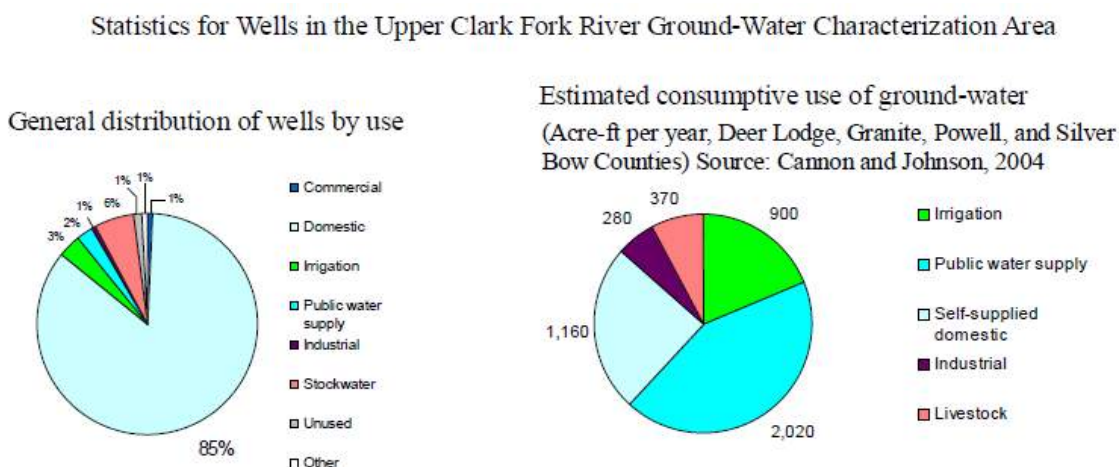 Statistics for Wells in the Upper Clark Fork River Ground-Water Characterization Area
General distribution of wells by use
1%
1%
1%
6%
1%
2%
3%
85%
Commercial
Domestic
Irrigation
Public water
supply
Industrial
Stockwater
Unused
Other
Estimated consumptive use of ground-water
(Acre-ft per year, Deer Lodge, Granite, Powell, and Silver
Bow Counties) Source: Cannon and Johnson, 2004
370
900
280
1,160
2,020
Irrigation
Public water supply
Self-supplied
domestic
Industrial
Livestock